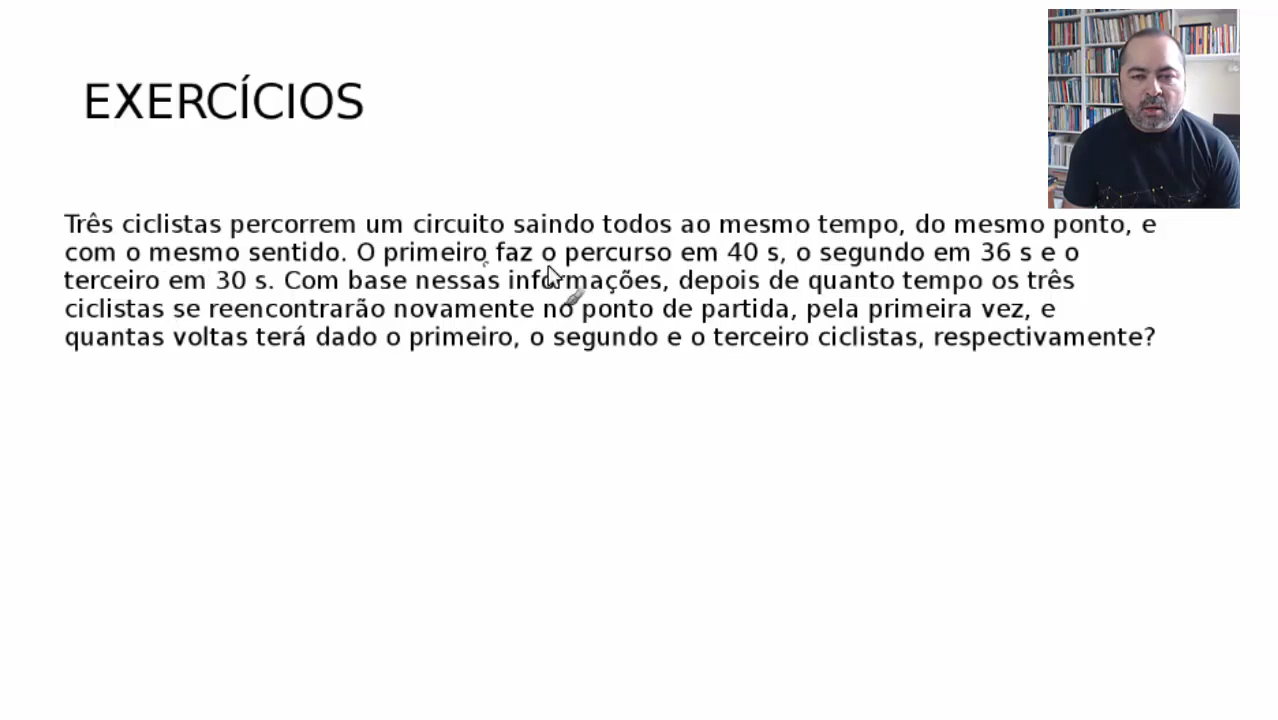 EXERCÍCIOS
Três ciclistas percorrem um circuito saindo todos ao mesmo tempo, do mesmo ponto, e
com o mesmo sentido. O primeiro faz o percurso em 40 s, o segundo em 36 s e o
terceiro em 30 s. Com base nessas informações, depois de quanto tempo os três
ciclistas se reencontrarão novamente no ponto de partida, pela primeira vez, e
quantas voltas terá dado o primeiro, o segundo e o terceiro ciclistas, respectivamente?